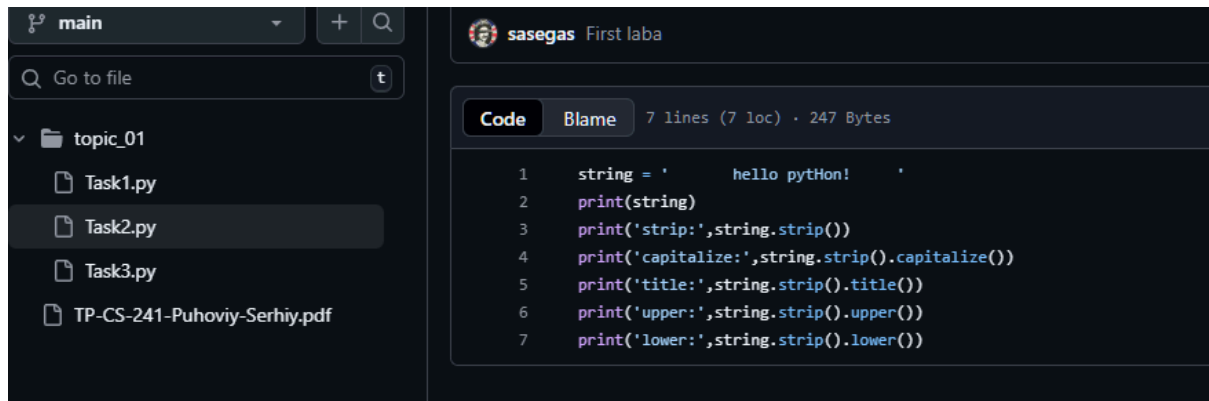 main
Go to file
t
topic_01
Task1.py
Task2.py
Task3.py
TP-CS-241-Puhoviy-Serhiy.pdf
sasegas First laba
Code Blame 7 lines (7 loc) · 247 Bytes
1 string = '       hello pytHon!     '
2 print(string)
3 print('strip:',string.strip())
4 print('capitalize:',string.strip().capitalize())
5 print('title:',string.strip().title())
6 print('upper:',string.strip().upper())
7 print('lower:',string.strip().lower())